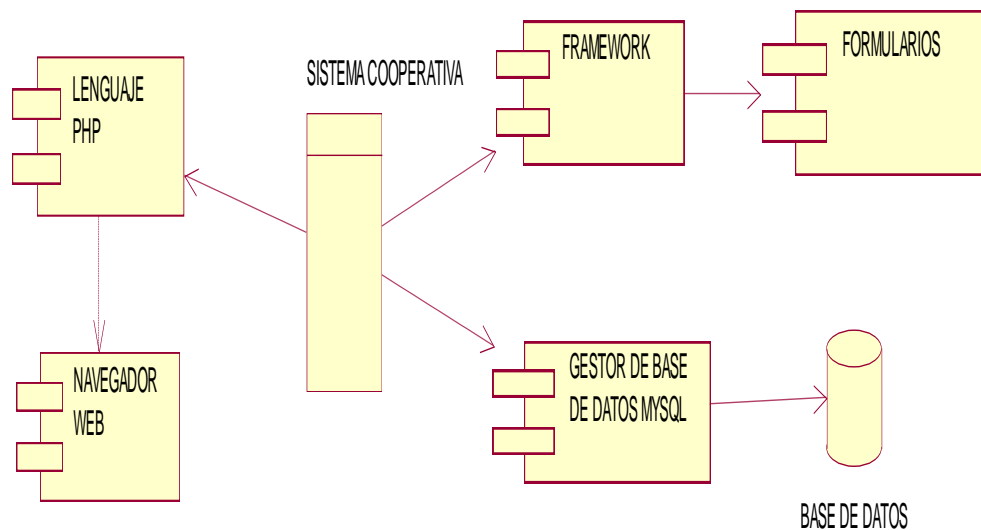 LENGUAJE
PHP
SISTEMA COOPERATIVA
FRAMEWORK
FORMULARIOS
NAVEGADOR
WEB
GESTOR DE BASE
DE DATOS MYSQL
BASE DE DATOS